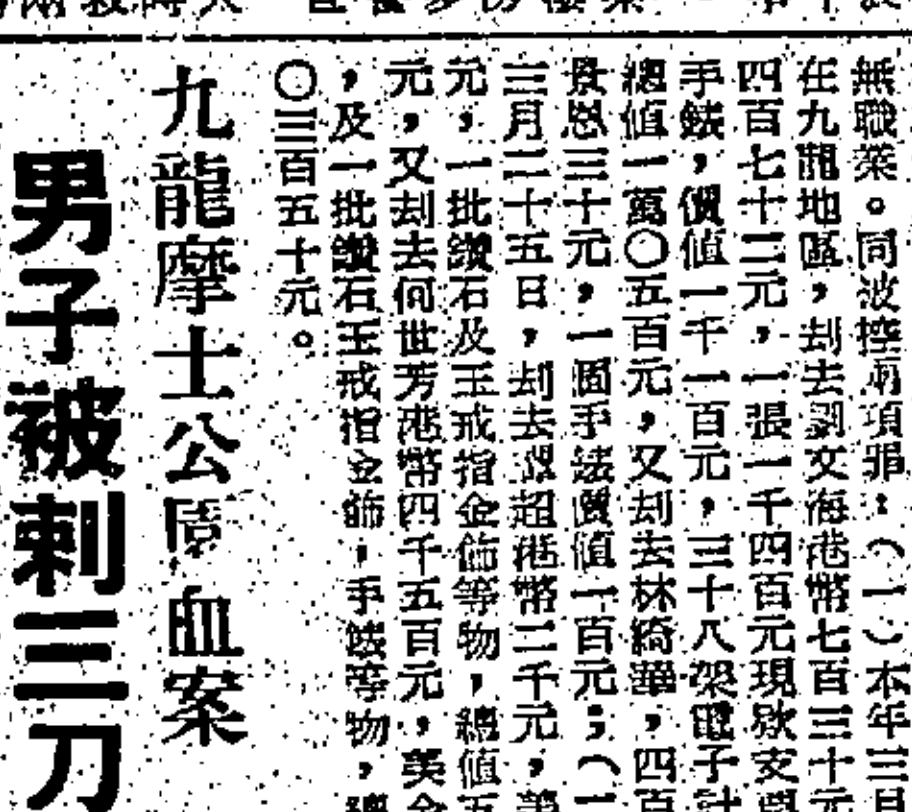 無職業。同被控兩項罪：（一）本年三月
在九龍地區，刦去劉文海港幣七百三十元
四百七十二元，一張一千四百元現款支
手錶，價值一千一百元，三十八架電子計
總值一萬〇五百元，又刦去林綺華，四百
三十元，一個手錶價值一百元；（二
三月二十五日，刦去 超港幣二千元，美
元，一批鑽石及玉戒指金飾等物，總值五
元，又刦去何世芳港幣四千五百元，美金
，及一批鑽石玉戒指金飾，手錶等物，總
〇三百五十元。
九龍摩士公園血案
男子被刺三刀